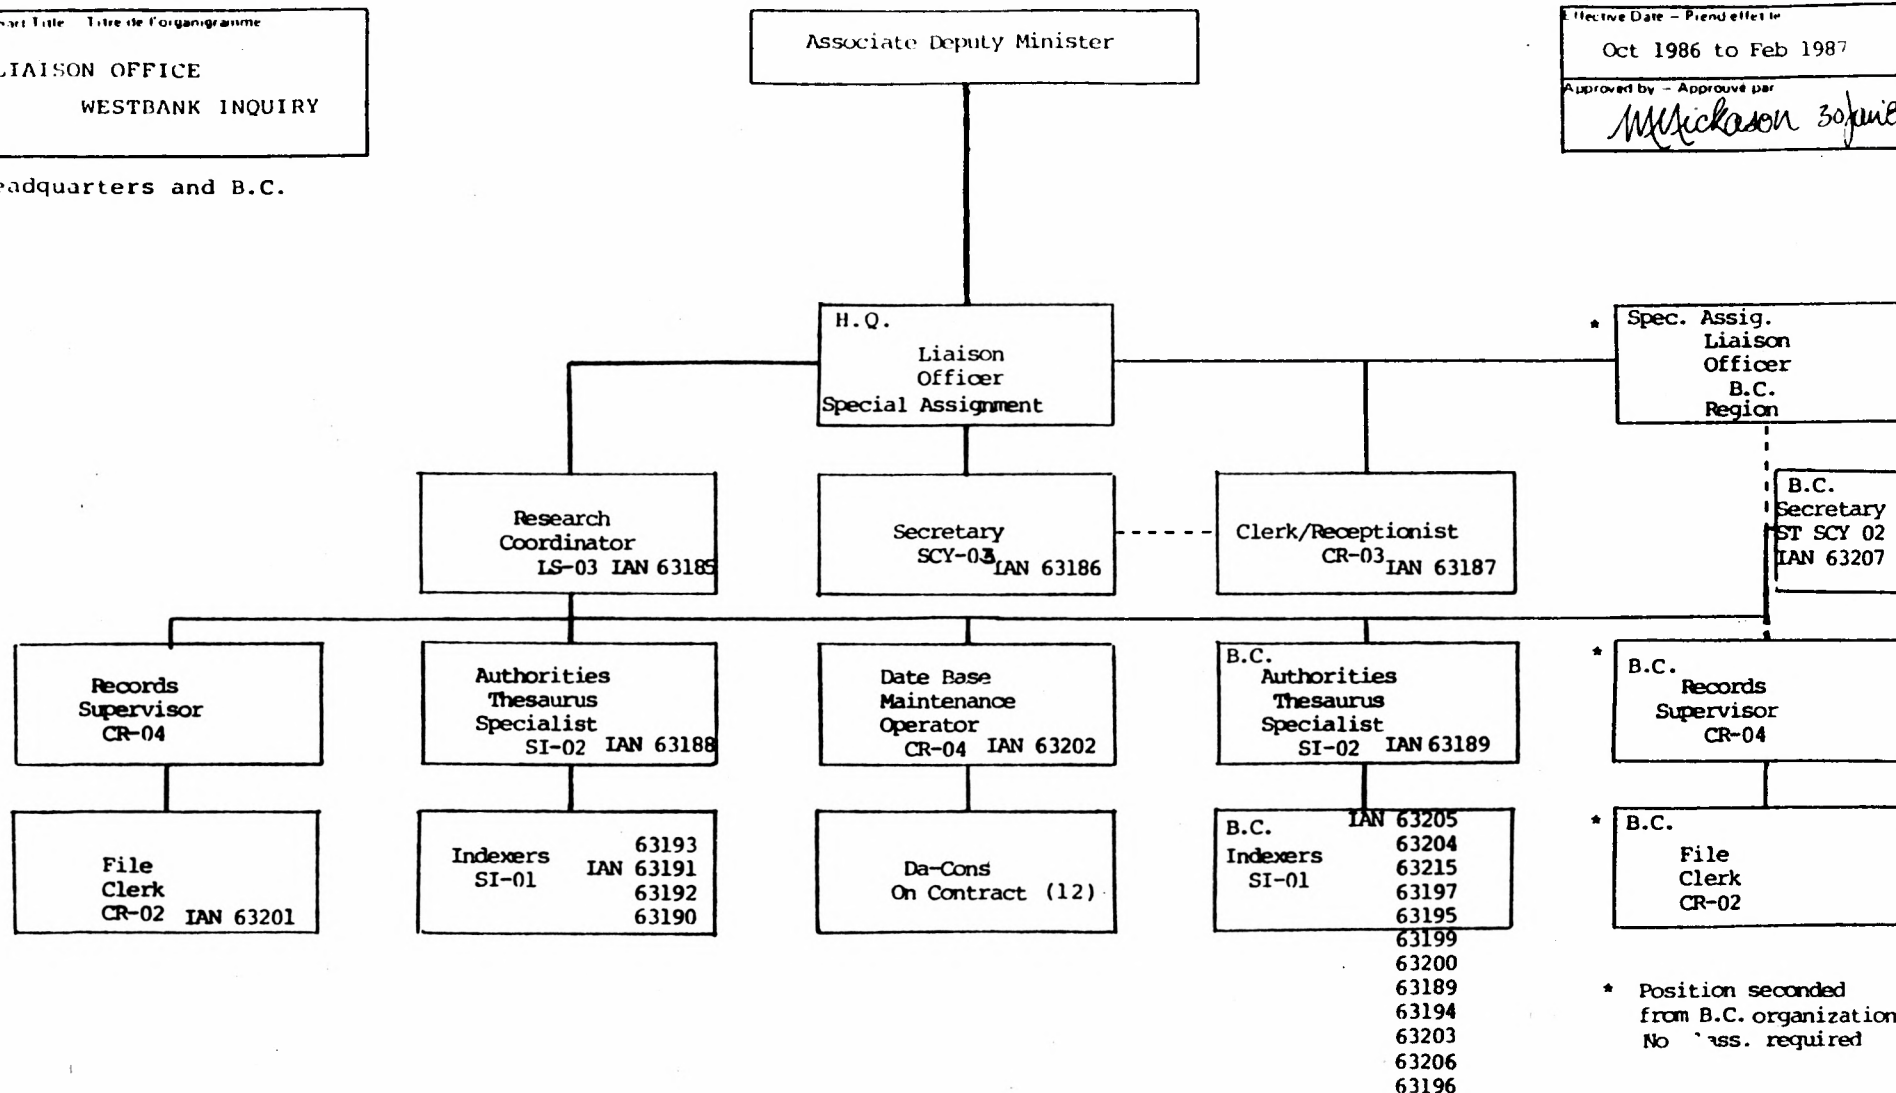 Titre de l'organigramme
LIAISON OFFICE
WESTBANK INQUIRY
Headquarters and B.C.
Associate Deputy Minister
Effective Date – Prend effet le
Oct 1986 to Feb 1987
Approved by – Approuvé par
H.Q.
Liaison
Officer
Special Assignment
* Spec. Assig.
Liaison
Officer
B.C.
Region
Research
Coordinator
LS-03 IAN 63185
Secretary
SCY-03 IAN 63186
Clerk/Receptionist
CR-03 IAN 63187
B.C.
Secretary
ST SCY 02
IAN 63207
Records
Supervisor
CR-04
Authorities
Thesaurus
Specialist
SI-02 IAN 63188
Date Base
Maintenance
Operator
CR-04 IAN 63202
B.C.
Authorities
Thesaurus
Specialist
SI-02 IAN 63189
* B.C.
Records
Supervisor
CR-04
File
Clerk
CR-02 IAN 63201
Indexers
SI-01
63193
IAN 63191
63192
63190
Da-Cons
On Contract (12)
B.C.
Indexers
SI-01
IAN 63205
63204
63215
63197
63195
63199
63200
63189
63194
63203
63206
63196
* B.C.
File
Clerk
CR-02
* Position seconded
from B.C. organization
No required